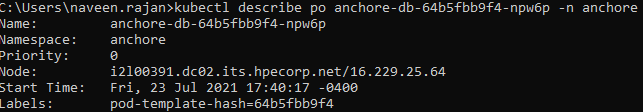 C:\Users\naveen.rajan>kubectl describe po anchore-db-64b5fbb9f4-npw6p -n anchore
Name: anchore-db-64b5fbb9f4-npw6p
Namespace: anchore
Priority: 0
Node: i2l00391.dc02.its.hpecorp.net/16.229.25.64
Start Time: Fri, 23 Jul 2021 17:40:17 -0400
Labels: pod-template-hash=64b5fbb9f4